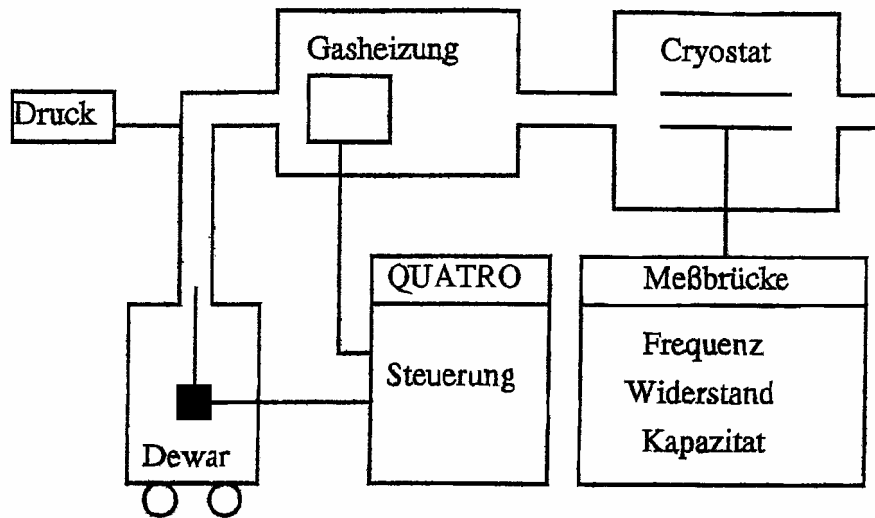 Gasheizung
Cryostat
Druck
QUATRO
Meßbrücke
Steuerung
Frequenz
Widerstand
Kapazitat
Dewar